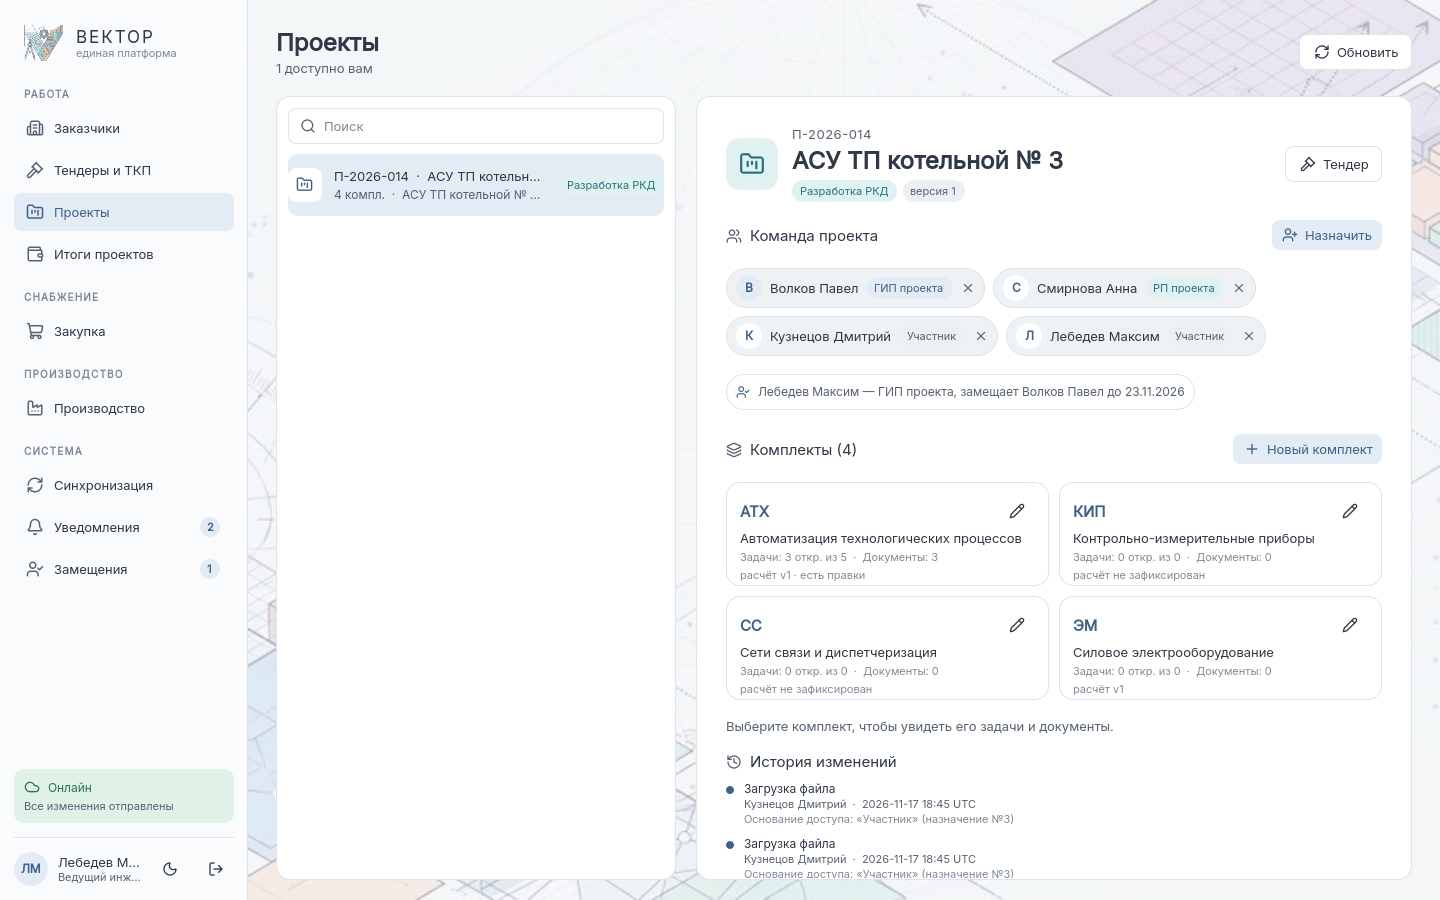 ВЕКТОР
единая платформа
РАБОТА
Заказчики
Тендеры и ТКП
Проекты
Итоги проектов
СНАБЖЕНИЕ
Закупка
ПРОИЗВОДСТВО
Производство
СИСТЕМА
Синхронизация
Уведомления 2
Замещения 1
Онлайн
Все изменения отправлены
ЛМ Лебедев М...
Ведущий инж...
Проекты
1 доступно вам
Обновить
Поиск
П-2026-014 · АСУ ТП котельн...
4 компл. · АСУ ТП котельной № ...
Разработка РКД
П-2026-014
АСУ ТП котельной № 3
Разработка РКД версия 1
Тендер
Команда проекта
Назначить
В Волков Павел ГИП проекта
С Смирнова Анна РП проекта
К Кузнецов Дмитрий Участник
Л Лебедев Максим Участник
Лебедев Максим — ГИП проекта, замещает Волков Павел до 23.11.2026
Комплекты (4)
Новый комплект
АТХ
Автоматизация технологических процессов
Задачи: 3 откр. из 5 · Документы: 3
расчёт v1 · есть правки
КИП
Контрольно-измерительные приборы
Задачи: 0 откр. из 0 · Документы: 0
расчёт не зафиксирован
СС
Сети связи и диспетчеризация
Задачи: 0 откр. из 0 · Документы: 0
расчёт не зафиксирован
ЭМ
Силовое электрооборудование
Задачи: 0 откр. из 0 · Документы: 0
расчёт v1
Выберите комплект, чтобы увидеть его задачи и документы.
История изменений
Загрузка файла
Кузнецов Дмитрий · 2026-11-17 18:45 UTC
Основание доступа: «Участник» (назначение №3)
Загрузка файла
Кузнецов Дмитрий · 2026-11-17 18:45 UTC
Основание доступа: «Участник» (назначение №3)